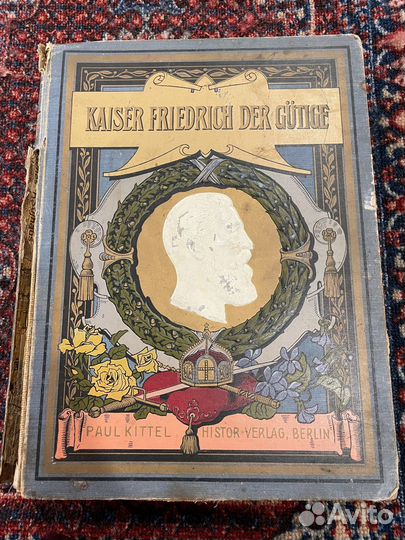 KAISER FRIEDRICH DER GÜTIGE
PAUL KITTEL HISTOR. VERLAG, BERLIN
Avito